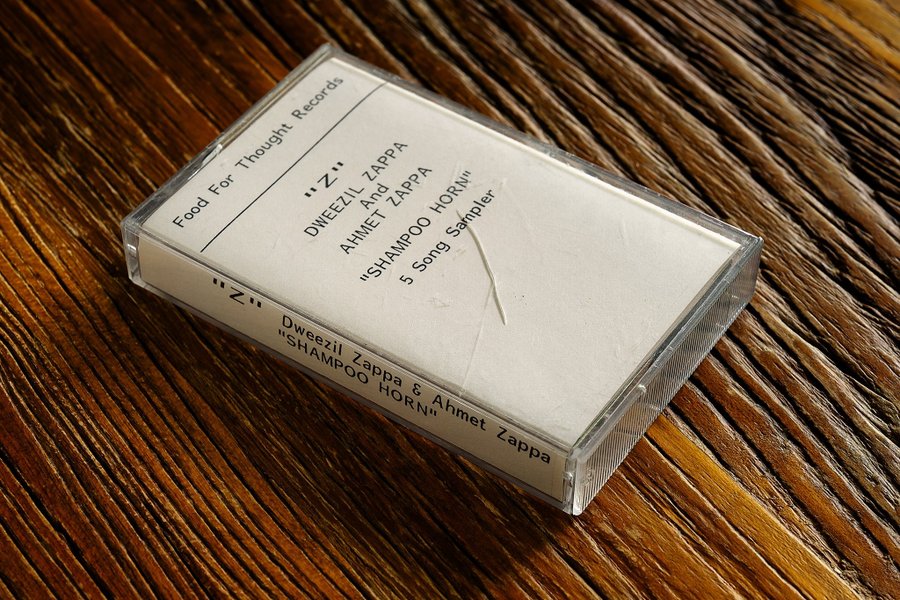 Food For Thought Records
"Z"
DWEEZIL ZAPPA
And
AHMET ZAPPA
"SHAMPOO HORN"
5 Song Sampler
"Z"
Dweezil Zappa & Ahmet Zappa
"SHAMPOO HORN"